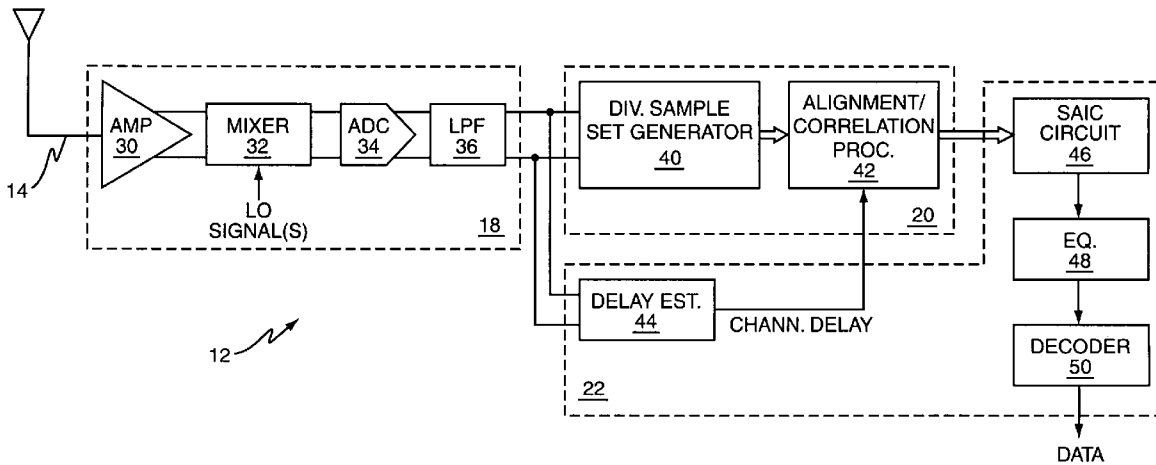 14
AMP
30
MIXER
32
LO
SIGNAL(S)
ADC
34
LPF
36
18
DIV. SAMPLE
SET GENERATOR
40
ALIGNMENT/
CORRELATION
PROC.
42
20
DELAY EST.
44
CHANN. DELAY
22
12
SAIC
CIRCUIT
46
EQ.
48
DECODER
50
DATA